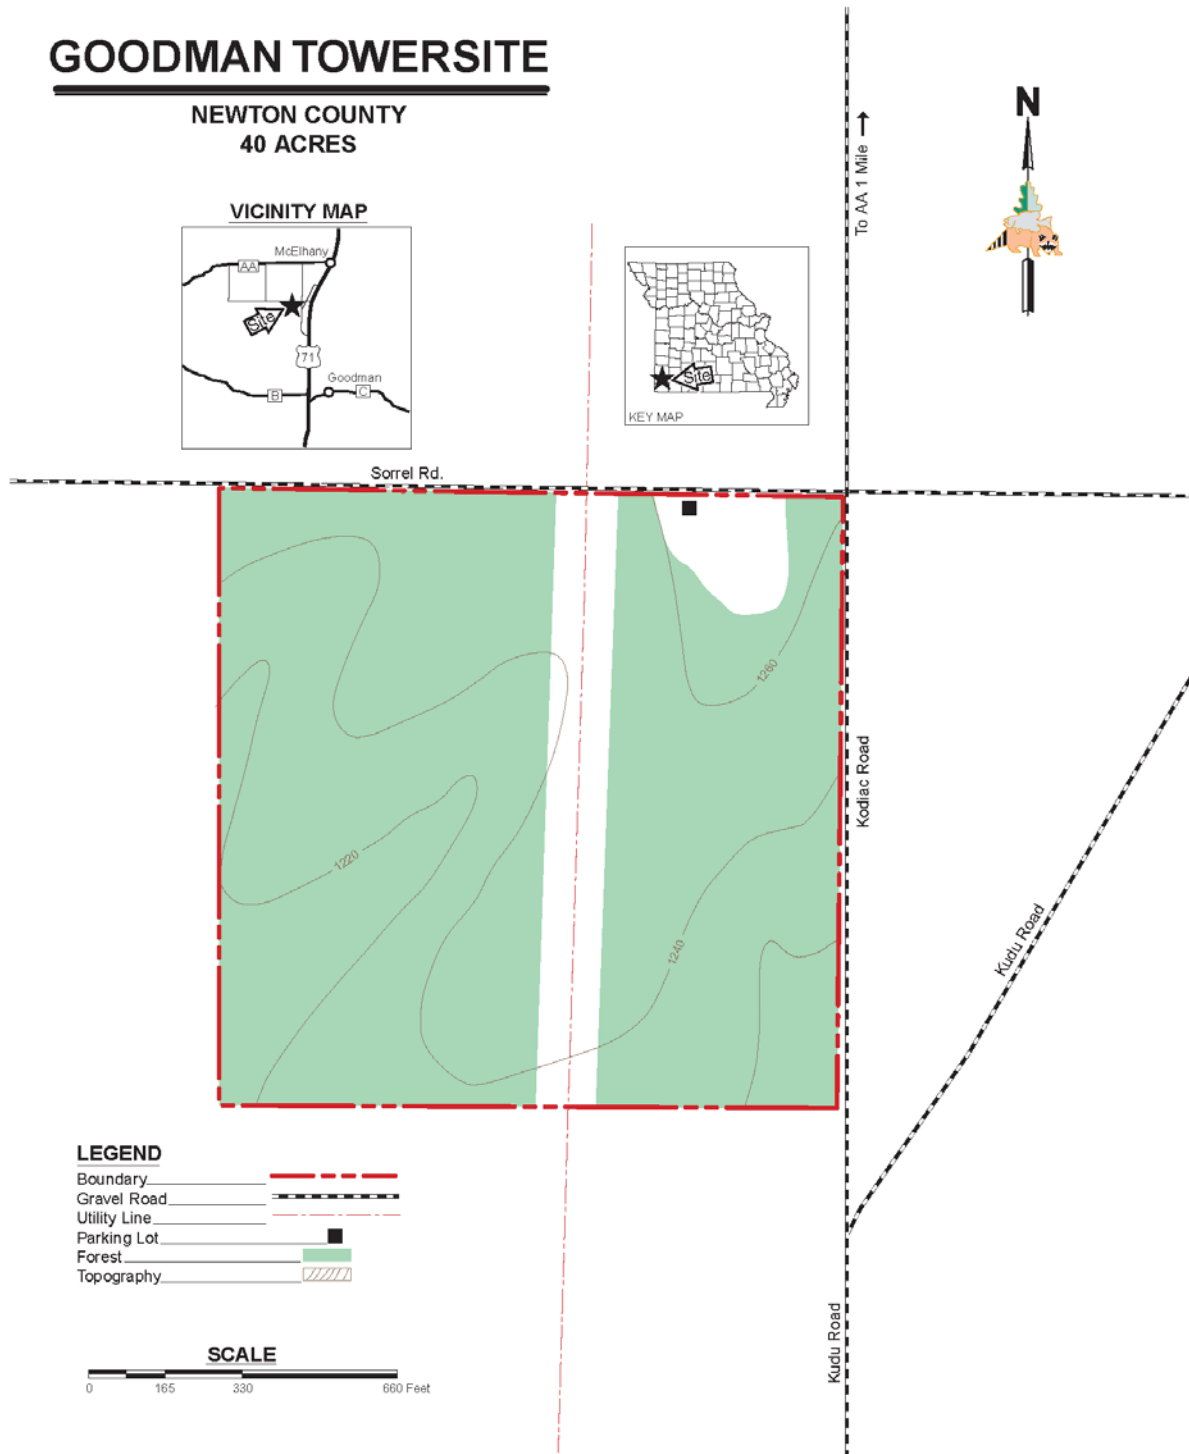 GOODMAN TOWERSITE
NEWTON COUNTY
40 ACRES
N
To AA 1 Mile →
VICINITY MAP
McElhany
AA
Site
71
Goodman
B
C
Site
KEY MAP
Sorrel Rd.
1260
Kodiac Road
1220
1240
Kudu Road
LEGEND
Boundary
Gravel Road
Utility Line
Parking Lot
Forest
Topography
Kudu Road
SCALE
0 165 330 660 Feet